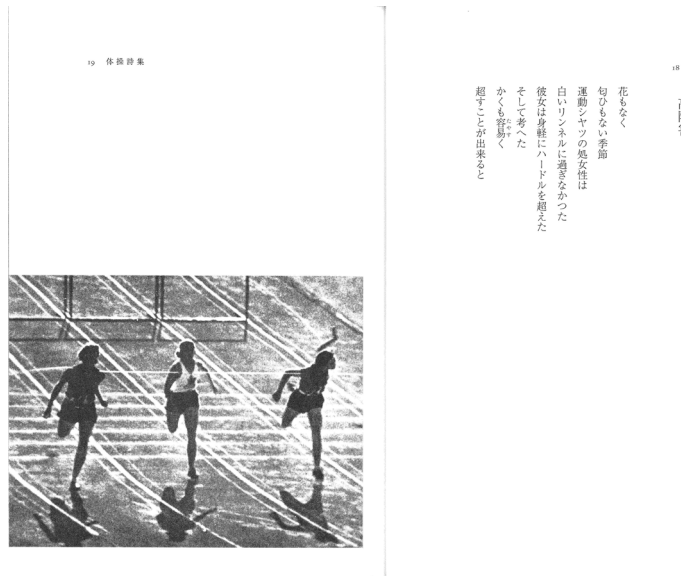 18
花もなく
匂ひもない季節
運動シヤツの処女性は
白いリンネルに過ぎなかつた
彼女は身軽にハードルを超えた
そして考へた
かくも容易く
たやす
超すことが出来ると
19 体操詩集